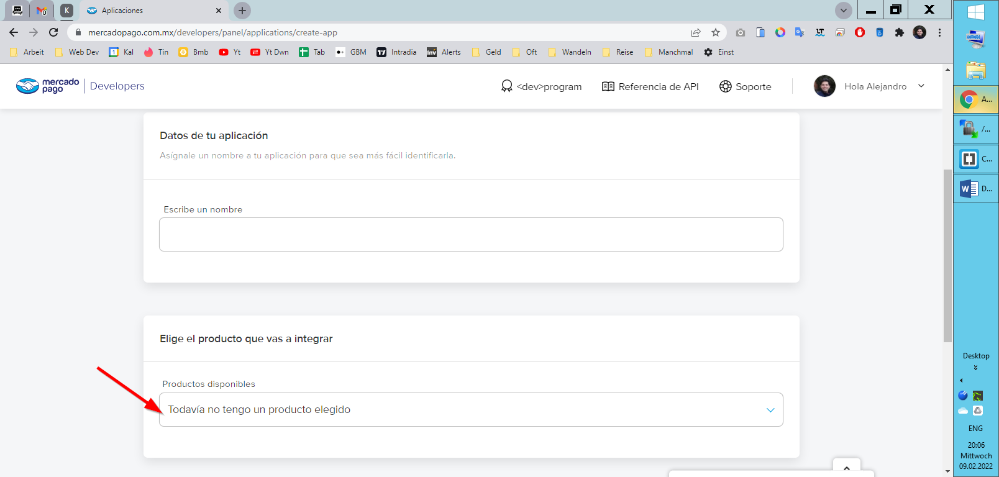 K
Aplicaciones
mercadopago.com.mx/developers/panel/applications/create-app
Arbeit
Web Dev
1
Kal
Tin
Bmb
Yt
Yt Dwn
Tab
GBM
Intradia
Inv
Alerts
Geld
Oft
Wandeln
Reise
Manchmal
Einst
LT
mercado
pago
Developers
<dev>program
Referencia de API
Soporte
Hola Alejandro
Datos de tu aplicación
Asígnale un nombre a tu aplicación para que sea más fácil identificarla.
Escribe un nombre
Elige el producto que vas a integrar
Productos disponibles
Todavía no tengo un producto elegido
A...
/...
C...
W
D...
Desktop
ENG
20:06
Mittwoch
09.02.2022